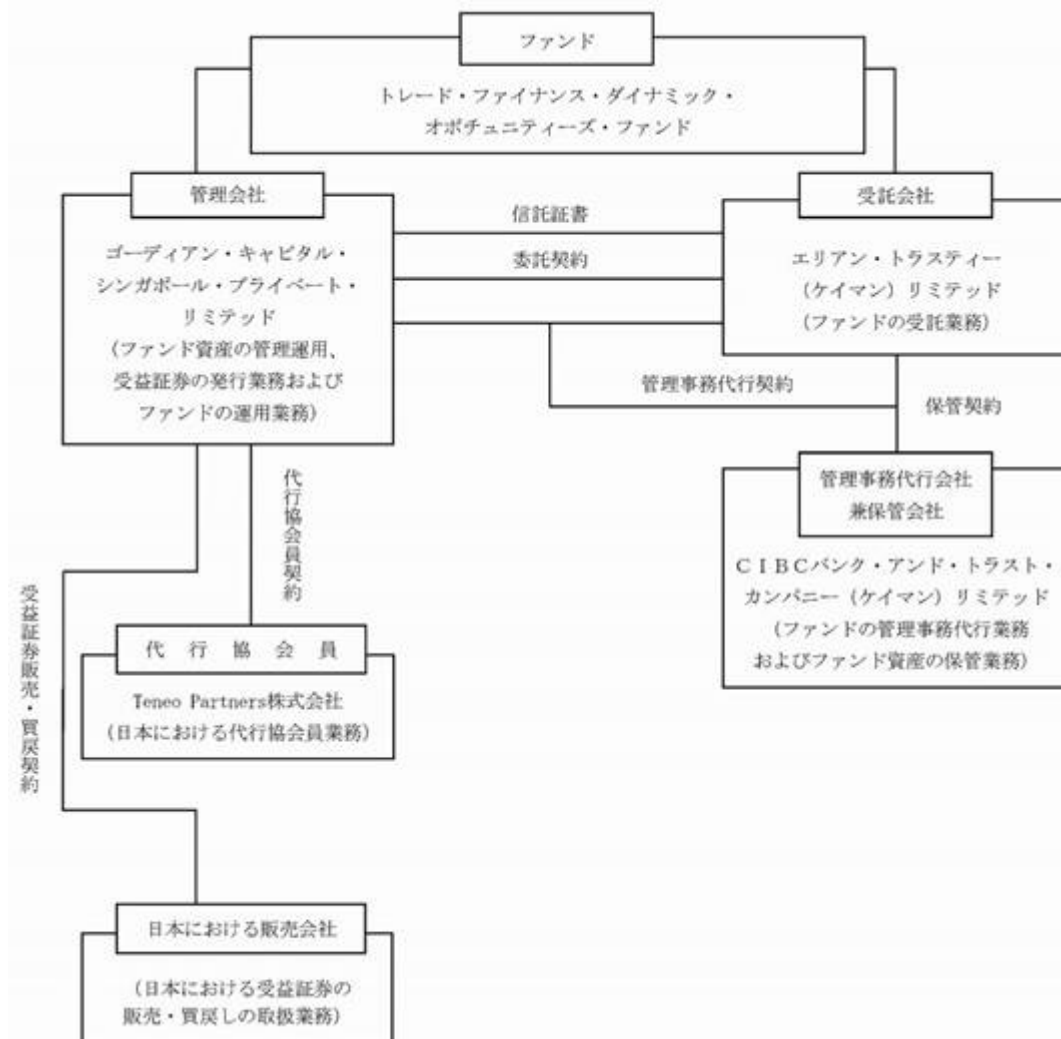 ファンド
トレード・ファイナンス・ダイナミック・
オポチュニティーズ・ファンド
管理会社
ゴーディアン・キャピタル・
シンガポール・プライベート・
リミテッド
(ファンド資産の管理運用、
受益証券の発行業務および
ファンドの運用業務)
信託証書
委託契約
受託会社
エリアン・トラスティー
(ケイマン) リミテッド
(ファンドの受託業務)
管理事務代行契約
保管契約
管理事務代行会社
兼保管会社
CIBCバンク・アンド・トラスト・
カンパニー (ケイマン) リミテッド
(ファンドの管理事務代行業務
およびファンド資産の保管業務)
代行協会員契約
代行協会員
Teneo Partners株式会社
(日本における代行協会員業務)
受益証券販売・買戻契約
日本における販売会社
(日本における受益証券の
販売・買戻しの取扱業務)